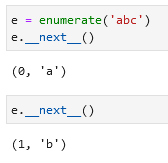 e = enumerate('abc')
e.__next__()
(0, 'a')
e.__next__()
(1, 'b')